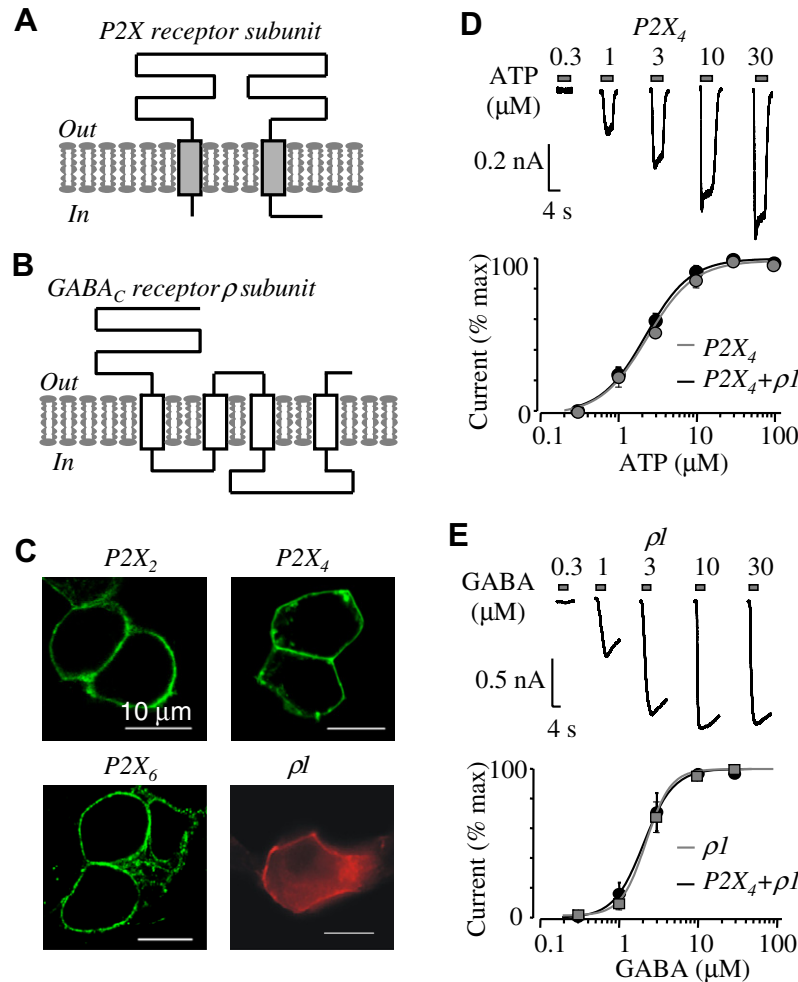 A
P2X receptor subunit
Out
In
B
GABA_C receptor ρ subunit
Out
In
C
P2X₂
P2X₄
10 μm
P2X₆
ρ1
D
P2X₄
0.3 1 3 10 30
ATP
(μM)
0.2 nA
4 s
100
Current (% max)
0
P2X₄
P2X₄+ρ1
0.1 1 10 100
ATP (μM)
E
ρ1
0.3 1 3 10 30
GABA
(μM)
0.5 nA
4 s
100
Current (% max)
0
ρ1
P2X₄+ρ1
0.1 1 10 100
GABA (μM)